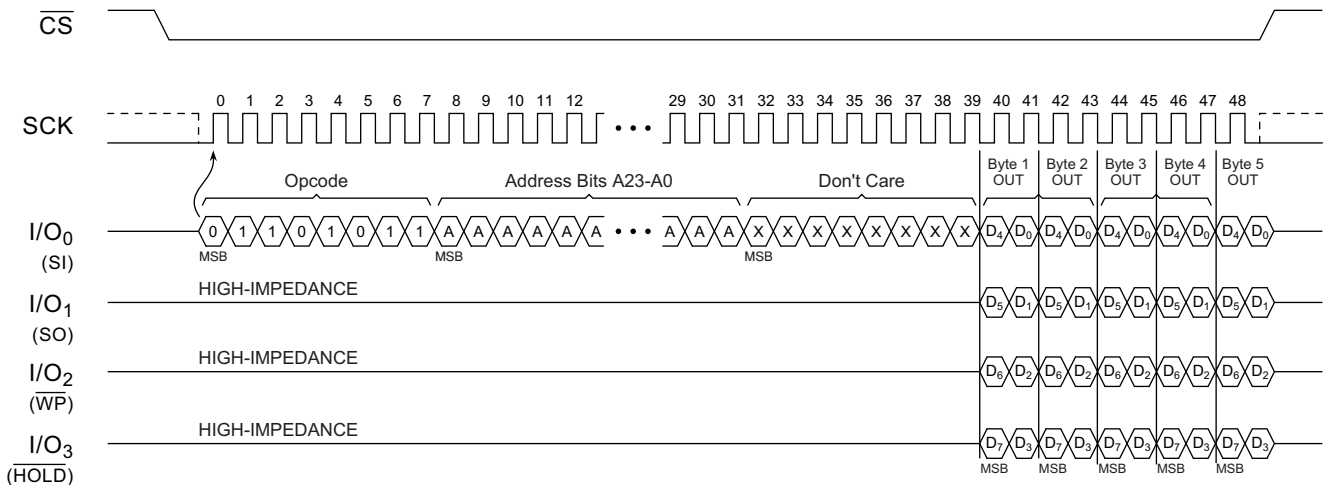 CS
SCK
0 1 2 3 4 5 6 7 8 9 10 11 12 29 30 31 32 33 34 35 36 37 38 39 40 41 42 43 44 45 46 47 48
• • •
Opcode
Address Bits A23-A0
Don't Care
Byte 1 OUT
Byte 2 OUT
Byte 3 OUT
Byte 4 OUT
Byte 5 OUT
I/O0
(SI)
0 1 1 0 1 0 1 1 A A A A A A • • • A A A X X X X X X X X D4 D0 D4 D0 D4 D0 D4 D0 D4 D0
MSB MSB MSB
I/O1
(SO)
HIGH-IMPEDANCE
D5 D1 D5 D1 D5 D1 D5 D1 D5 D1
I/O2
(WP)
HIGH-IMPEDANCE
D6 D2 D6 D2 D6 D2 D6 D2 D6 D2
I/O3
(HOLD)
HIGH-IMPEDANCE
D7 D3 D7 D3 D7 D3 D7 D3 D7 D3
MSB MSB MSB MSB MSB